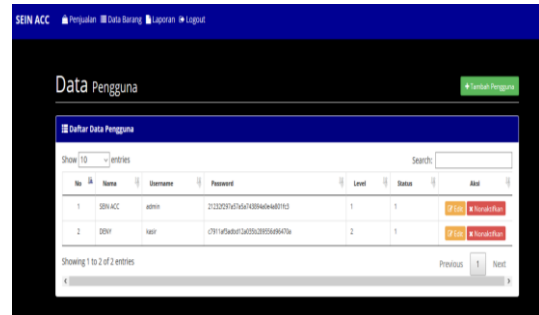 SEIN ACC Penjualan Data Barang Laporan Logout
Data Pengguna
+ Tambah Pengguna
Daftar Data Pengguna
Show 10 entries Search:
No Nama Username Password Level Status Aksi
1 SEIN ACC admin 21232f297a57a5a743894a0e4a801fc3 1 1 Edit Nonaktifkan
2 DENY kasir 2 1 Edit Nonaktifkan
Showing 1 to 2 of 2 entries Previous 1 Next